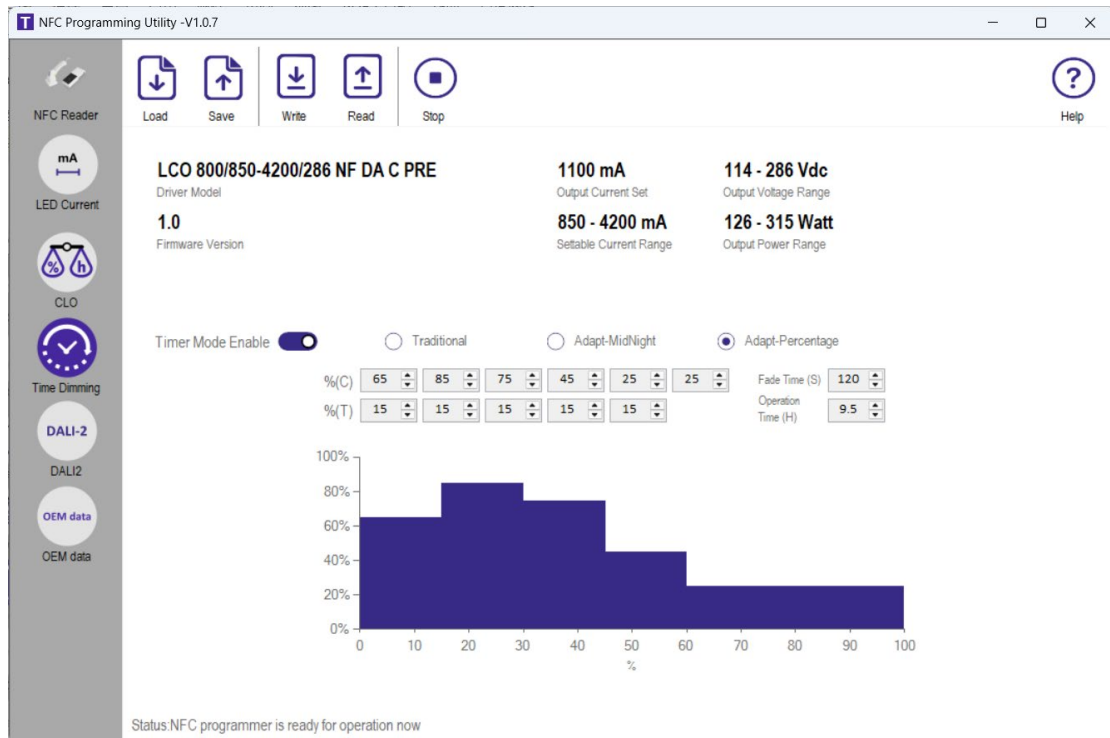 NFC Programming Utility -V1.0.7
NFC Reader
LED Current
mA
CLO
% h
Time Dimming
DALI-2
DALI2
OEM data
OEM data
Load Save Write Read Stop Help
?
LCO 800/850-4200/286 NF DA C PRE
Driver Model
1.0
Firmware Version
1100 mA
Output Current Set
850 - 4200 mA
Settable Current Range
114 - 286 Vdc
Output Voltage Range
126 - 315 Watt
Output Power Range
Timer Mode Enable Traditional Adapt-MidNight Adapt-Percentage
%(C) 65 85 75 45 25 25 Fade Time (S) 120
%(T) 15 15 15 15 15 Operation Time (H) 9.5
100%
80%
60%
40%
20%
0%
0 10 20 30 40 50 60 70 80 90 100
%
Status:NFC programmer is ready for operation now